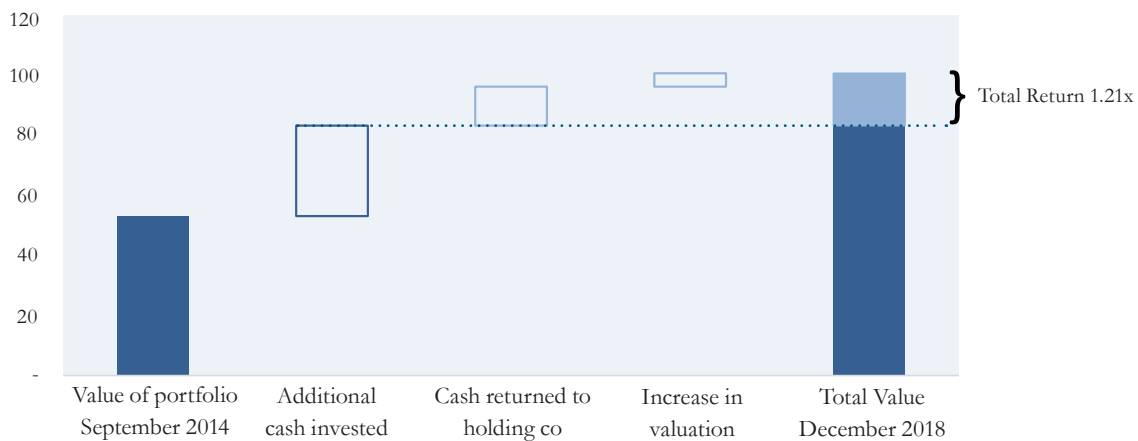 120
100
80
60
40
20
-
Total Return 1.21x
Value of portfolio
September 2014
Additional
cash invested
Cash returned to
holding co
Increase in
valuation
Total Value
December 2018